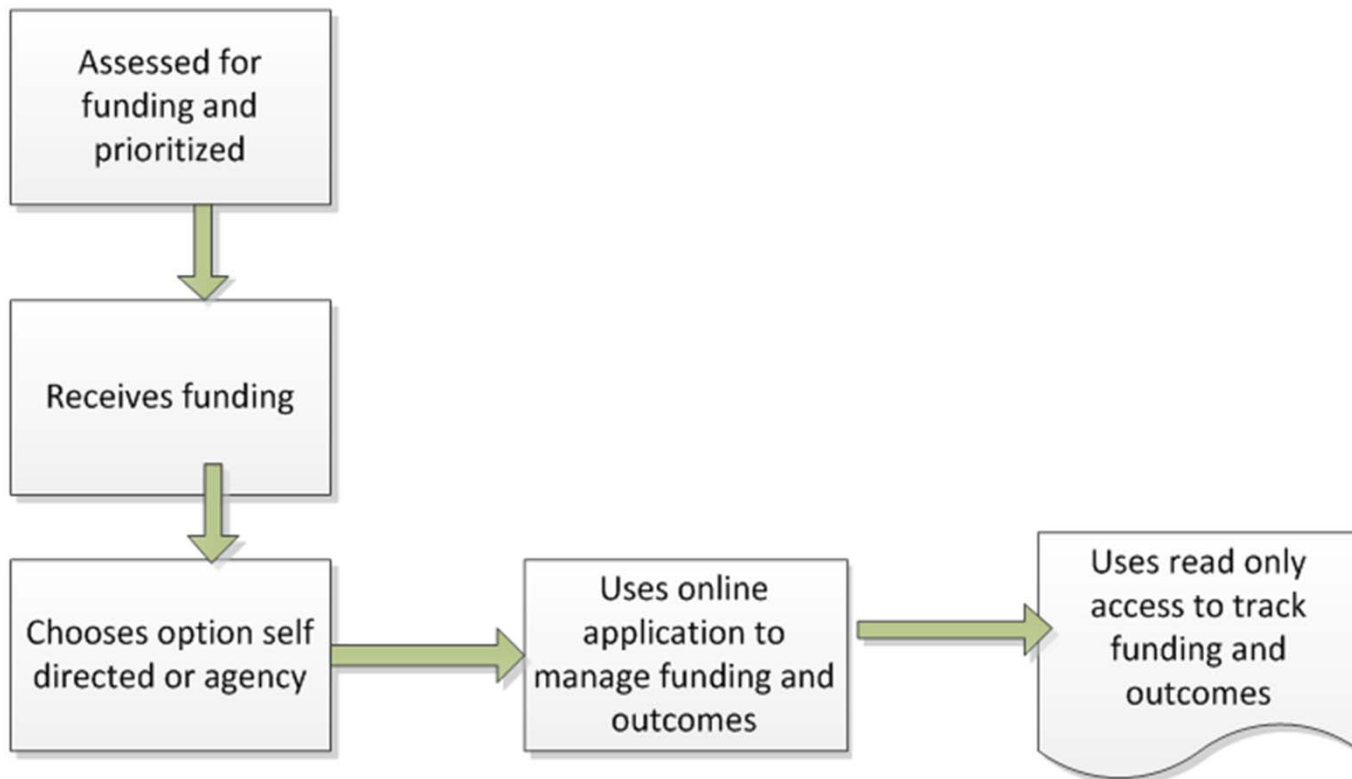 Assessed for
funding and
prioritized
Receives funding
Chooses option self
directed or agency
Uses online
application to
manage funding and
outcomes
Uses read only
access to track
funding and
outcomes